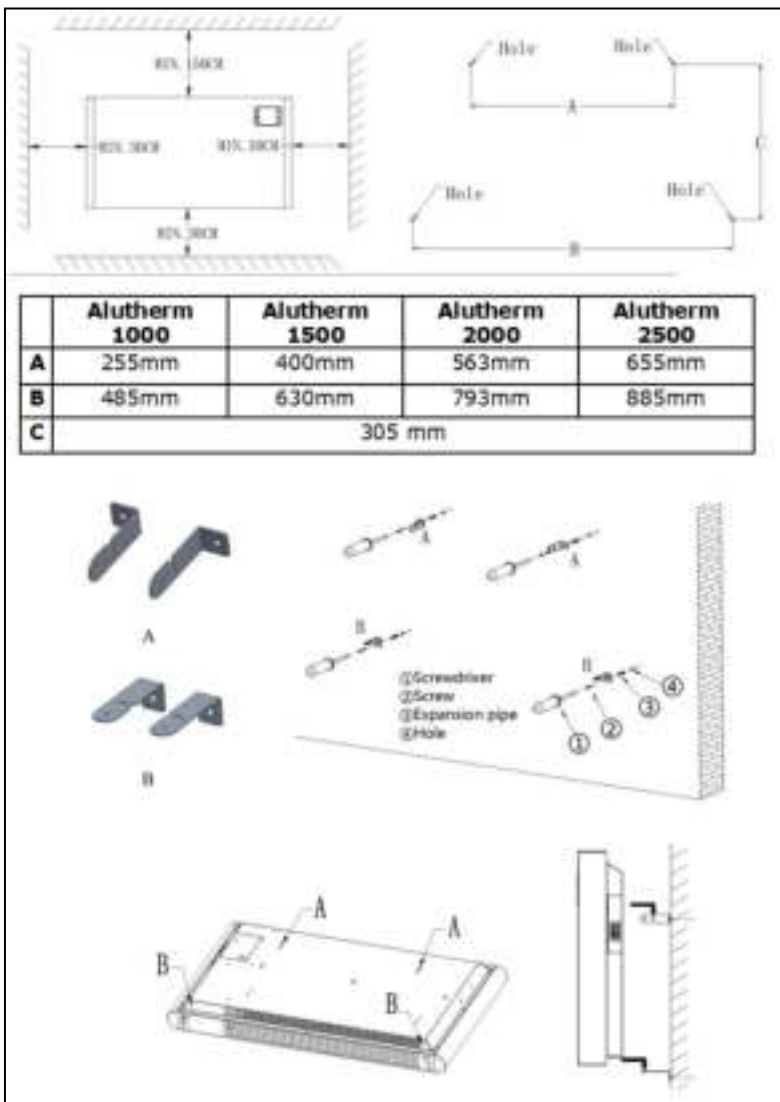 Hole
Hole
A
C
Hole
Hole
B
Alutherm 1000 Alutherm 1500 Alutherm 2000 Alutherm 2500
A 255mm 400mm 563mm 655mm
B 485mm 630mm 793mm 885mm
C 305 mm
A
A
A
B
B
①Screwdriver
②Screw
③Expansion pipe
④Hole
① ② ③ ④
B
A
A
B
B